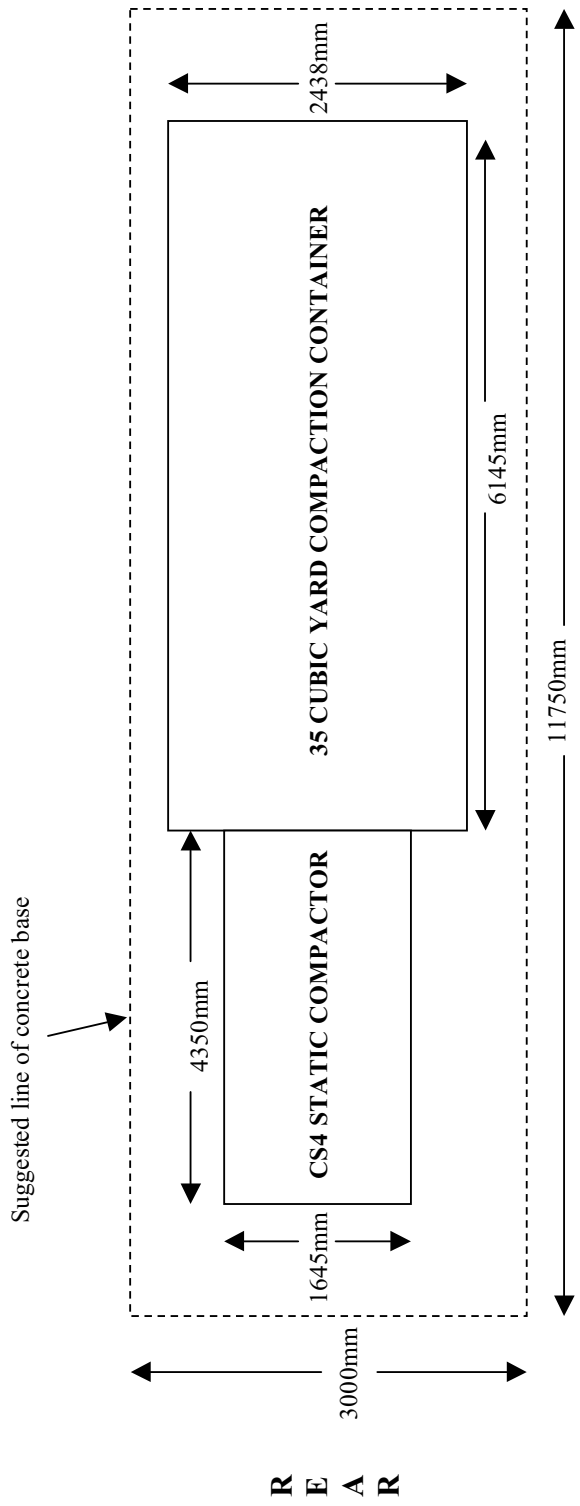 Suggested line of concrete base
4350mm
2438mm
CS4 STATIC COMPACTOR
35 CUBIC YARD COMPACTION CONTAINER
1645mm
6145mm
3000mm
11750mm
R
E
A
R